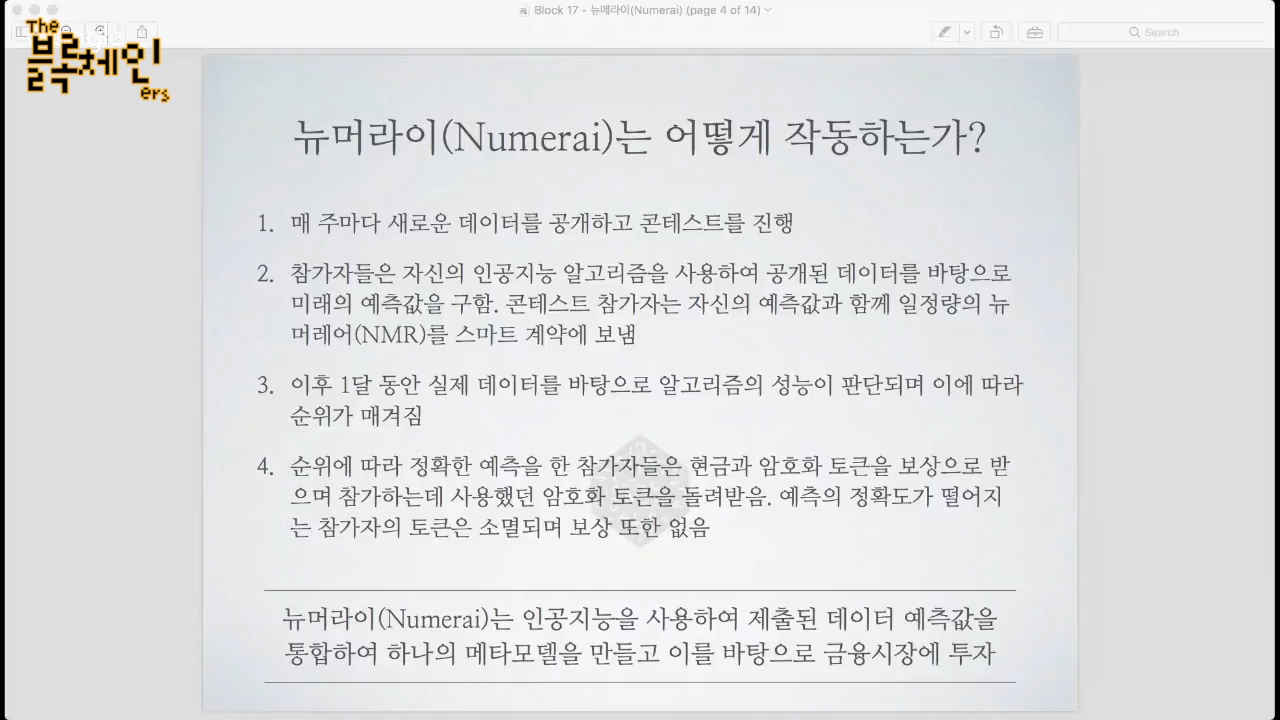 Block 17 - 뉴메라이(Numerai) (page 4 of 14)
Search
The
블록체인
ers
뉴머라이(Numerai)는 어떻게 작동하는가?
1. 매 주마다 새로운 데이터를 공개하고 콘테스트를 진행
2. 참가자들은 자신의 인공지능 알고리즘을 사용하여 공개된 데이터를 바탕으로
미래의 예측값을 구함. 콘테스트 참가자는 자신의 예측값과 함께 일정량의 뉴
머레어(NMR)를 스마트 계약에 보냄
3. 이후 1달 동안 실제 데이터를 바탕으로 알고리즘의 성능이 판단되며 이에 따라
순위가 매겨짐
4. 순위에 따라 정확한 예측을 한 참가자들은 현금과 암호화 토큰을 보상으로 받
으며 참가하는데 사용했던 암호화 토큰을 돌려받음. 예측의 정확도가 떨어지
는 참가자의 토큰은 소멸되며 보상 또한 없음
뉴머라이(Numerai)는 인공지능을 사용하여 제출된 데이터 예측값을
통합하여 하나의 메타모델을 만들고 이를 바탕으로 금융시장에 투자